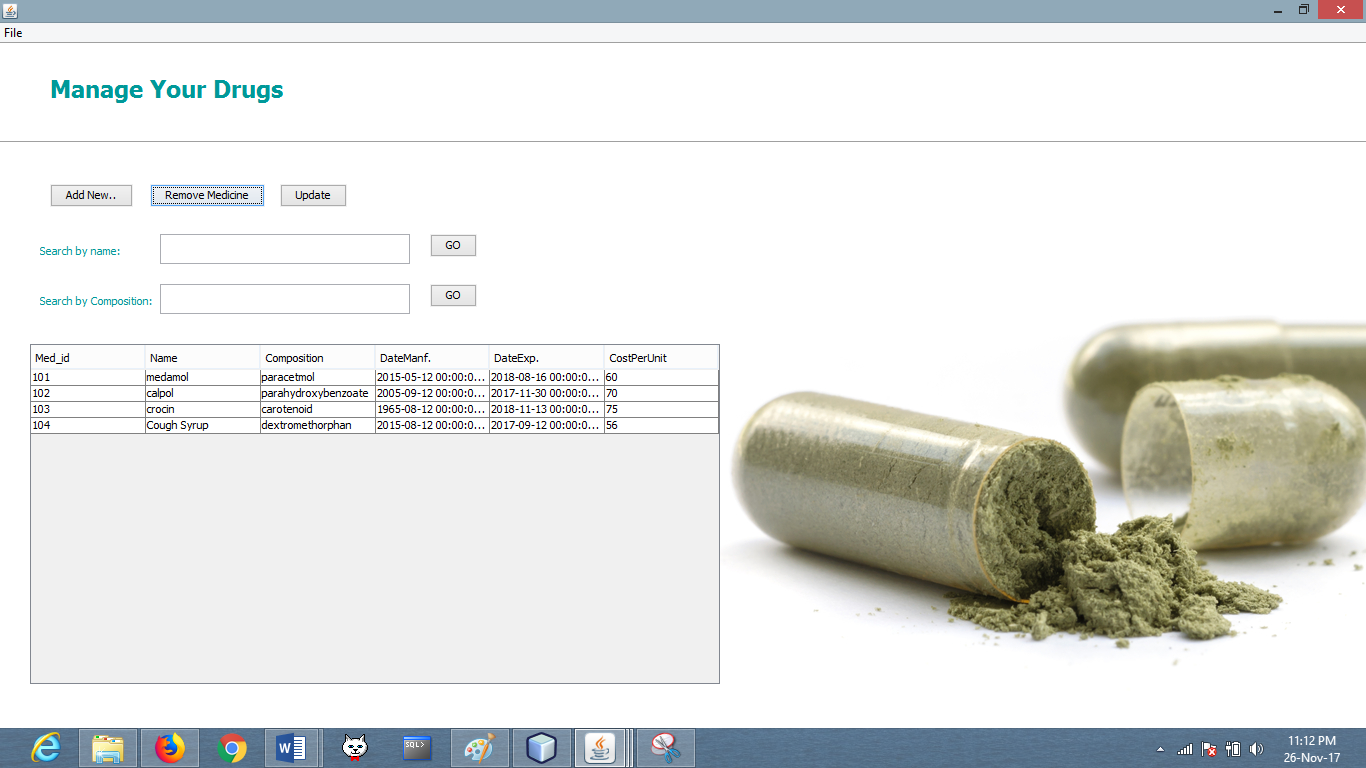 File
Manage Your Drugs
Add New.. Remove Medicine Update
Search by name: GO
Search by Composition: GO
Med_id Name Composition DateManf. DateExp. CostPerUnit
101 medamol paracetmol 2015-05-12 00:00:0... 2018-08-16 00:00:0... 60
102 calpol parahydroxybenzoate 2005-09-12 00:00:0... 2017-11-30 00:00:0... 70
103 crocin carotenoid 1965-08-12 00:00:0... 2018-11-13 00:00:0... 75
104 Cough Syrup dextromethorphan 2015-08-12 00:00:0... 2017-09-12 00:00:0... 56
SQL>
11:12 PM
26-Nov-17